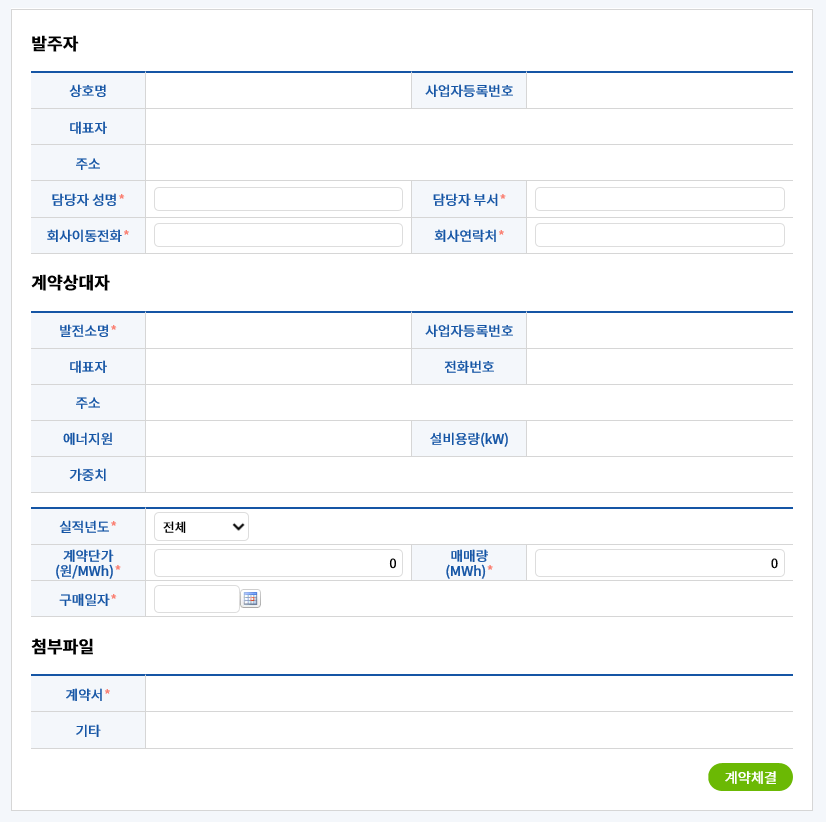 발주자
상호명 사업자등록번호
대표자
주소
담당자 성명* 담당자 부서*
회사이동전화* 회사연락처*
계약상대자
발전소명* 사업자등록번호
대표자 전화번호
주소
에너지원 설비용량(kW)
가중치
실적년도* 전체
계약단가
(원/MWh)* 0
매매량
(MWh)* 0
구매일자*
첨부파일
계약서*
기타
계약체결